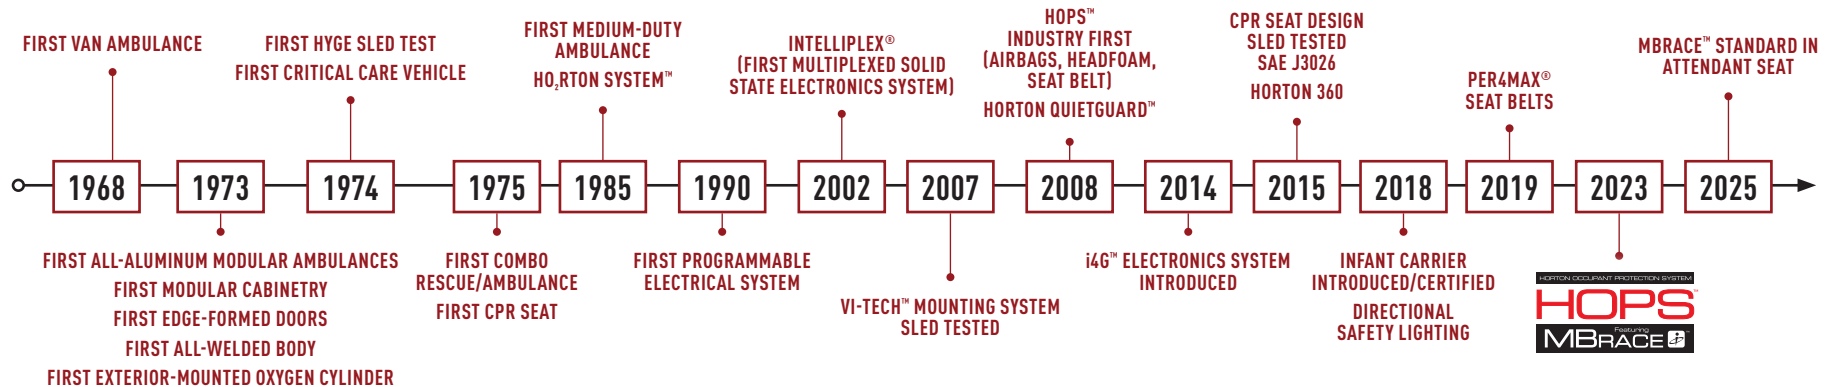 FIRST VAN AMBULANCE
FIRST HYGE SLED TEST
FIRST CRITICAL CARE VEHICLE
FIRST MEDIUM-DUTY
AMBULANCE
HO₂RTON SYSTEM™
INTELLIPLEX®
(FIRST MULTIPLEXED SOLID
STATE ELECTRONICS SYSTEM)
HOPS™
INDUSTRY FIRST
(AIRBAGS, HEADFOAM,
SEAT BELT)
HORTON QUIETGUARD™
CPR SEAT DESIGN
SLED TESTED
SAE J3026
HORTON 360
PER4MAX®
SEAT BELTS
MBRACE™ STANDARD IN
ATTENDANT SEAT
1968
1973
1974
1975
1985
1990
2002
2007
2008
2014
2015
2018
2019
2023
2025
FIRST ALL-ALUMINUM MODULAR AMBULANCES
FIRST MODULAR CABINETRY
FIRST EDGE-FORMED DOORS
FIRST ALL-WELDED BODY
FIRST EXTERIOR-MOUNTED OXYGEN CYLINDER
FIRST COMBO
RESCUE/AMBULANCE
FIRST CPR SEAT
FIRST PROGRAMMABLE
ELECTRICAL SYSTEM
VI-TECH™ MOUNTING SYSTEM
SLED TESTED
i4G™ ELECTRONICS SYSTEM
INTRODUCED
INFANT CARRIER
INTRODUCED/CERTIFIED
DIRECTIONAL
SAFETY LIGHTING
HORTON OCCUPANT PROTECTION SYSTEM
HOPS™
Featuring
MBRACE™